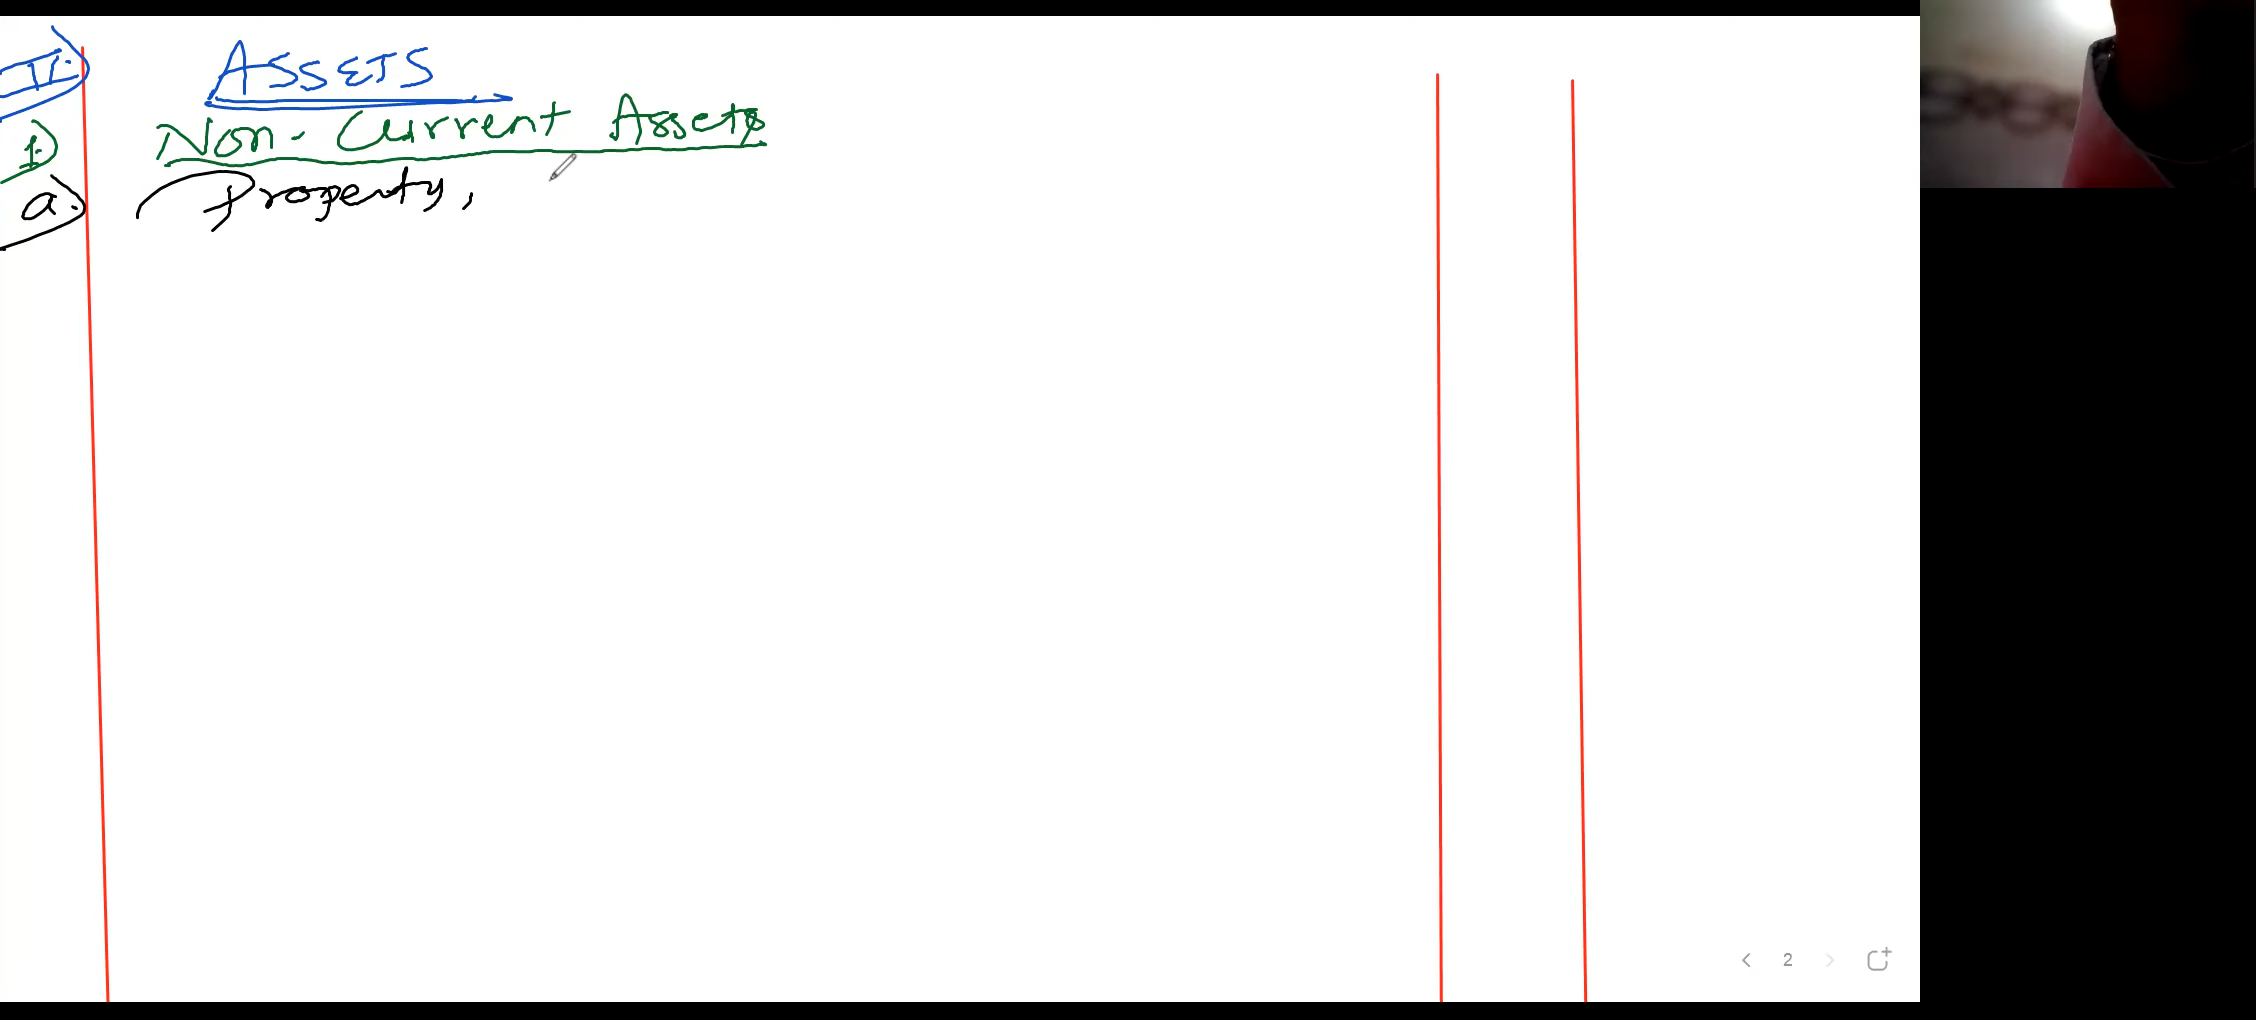 II. ASSETS
1) Non-Current Assets
a. Property,
2